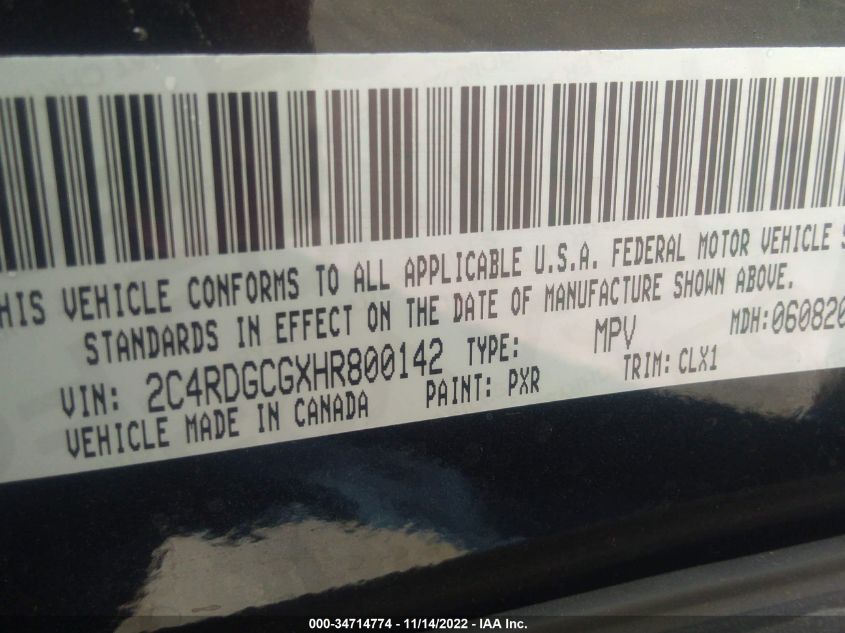 HIS VEHICLE CONFORMS TO ALL APPLICABLE U.S.A. FEDERAL MOTOR VEHICLE S
STANDARDS IN EFFECT ON THE DATE OF MANUFACTURE SHOWN ABOVE.
VIN: 2C4RDGCGXHR800142 TYPE: MPV MDH:060820
VEHICLE MADE IN CANADA PAINT: PXR TRIM: CLX1
000-34714774 - 11/14/2022 - IAA Inc.